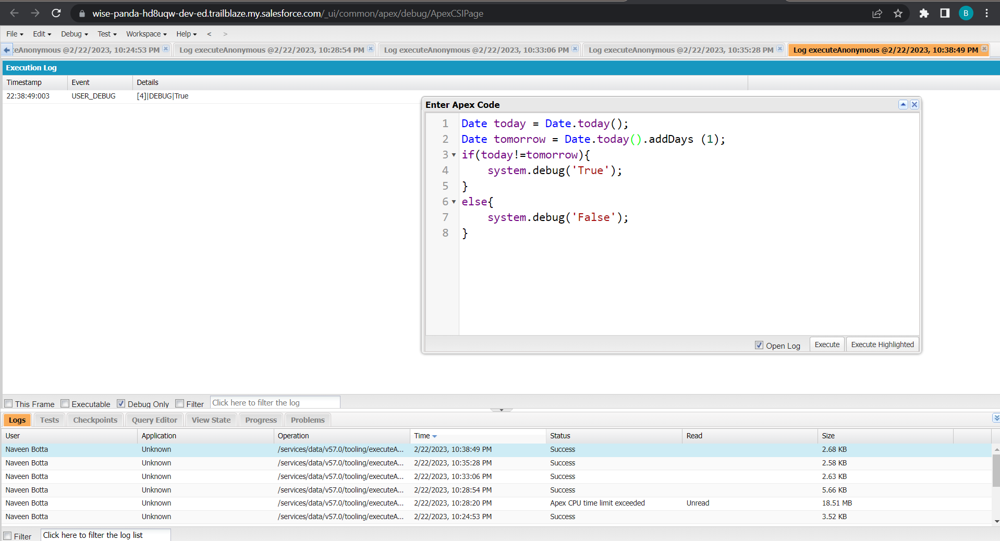 wise-panda-hd8uqw-dev-ed.trailblaze.my.salesforce.com/_ui/common/apex/debug/ApexCSIPage
B
File Edit Debug Test Workspace Help < >
:eAnonymous @2/22/2023, 10:24:53 PM Log executeAnonymous @2/22/2023, 10:28:54 PM Log executeAnonymous @2/22/2023, 10:33:06 PM Log executeAnonymous @2/22/2023, 10:35:28 PM Log executeAnonymous @2/22/2023, 10:38:49 PM
Execution Log
Timestamp Event Details
22:38:49:003 USER_DEBUG [4]|DEBUG|True
Enter Apex Code
1 Date today = Date.today();
2 Date tomorrow = Date.today().addDays (1);
3 if(today!=tomorrow){
4 system.debug('True');
5 }
6 else{
7 system.debug('False');
8 }
Open Log Execute Execute Highlighted
This Frame Executable Debug Only Filter Click here to filter the log
Logs Tests Checkpoints Query Editor View State Progress Problems
User Application Operation Time Status Read Size
Naveen Botta Unknown /services/data/v57.0/tooling/executeA... 2/22/2023, 10:38:49 PM Success 2.68 KB
Naveen Botta Unknown /services/data/v57.0/tooling/executeA... 2/22/2023, 10:35:28 PM Success 2.58 KB
Naveen Botta Unknown /services/data/v57.0/tooling/executeA... 2/22/2023, 10:33:06 PM Success 2.63 KB
Naveen Botta Unknown /services/data/v57.0/tooling/executeA... 2/22/2023, 10:28:54 PM Success 5.66 KB
Naveen Botta Unknown /services/data/v57.0/tooling/executeA... 2/22/2023, 10:28:20 PM Apex CPU time limit exceeded Unread 18.51 MB
Naveen Botta Unknown /services/data/v57.0/tooling/executeA... 2/22/2023, 10:24:53 PM Success 3.52 KB
Filter Click here to filter the log list